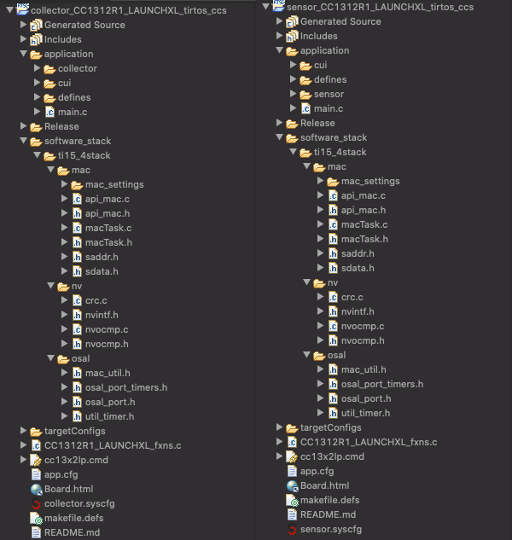 collector_CC1312R1_LAUNCHXL_tirtos_ccs
Generated Source
Includes
application
collector
cui
defines
main.c
Release
software_stack
ti15_4stack
mac
mac_settings
api_mac.c
api_mac.h
macTask.c
macTask.h
saddr.h
sdata.h
nv
crc.c
nvintf.h
nvocmp.c
nvocmp.h
osal
mac_util.h
osal_port_timers.h
osal_port.h
util_timer.h
targetConfigs
CC1312R1_LAUNCHXL_fxns.c
cc13x2lp.cmd
app.cfg
Board.html
collector.syscfg
makefile.defs
README.md
sensor_CC1312R1_LAUNCHXL_tirtos_ccs
Generated Source
Includes
application
cui
defines
sensor
main.c
Release
software_stack
ti15_4stack
mac
mac_settings
api_mac.c
api_mac.h
macTask.c
macTask.h
saddr.h
sdata.h
nv
crc.c
nvintf.h
nvocmp.c
nvocmp.h
osal
mac_util.h
osal_port_timers.h
osal_port.h
util_timer.h
targetConfigs
CC1312R1_LAUNCHXL_fxns.c
cc13x2lp.cmd
app.cfg
Board.html
makefile.defs
README.md
sensor.syscfg